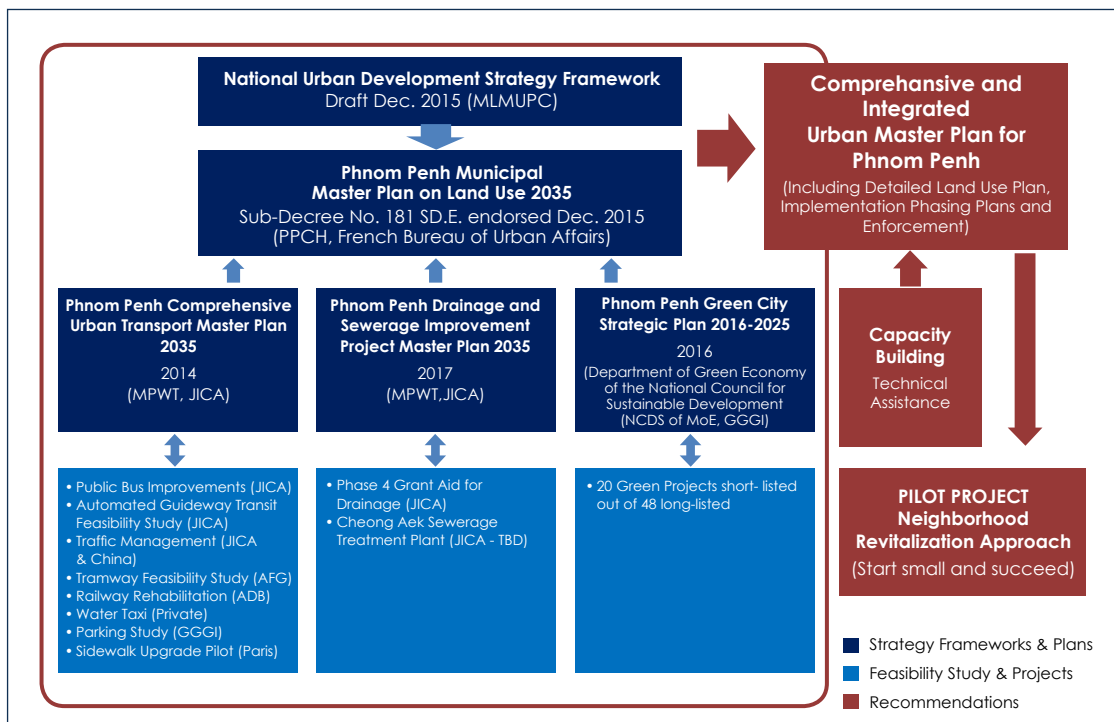 National Urban Development Strategy Framework
Draft Dec. 2015 (MLMUPC)
Phnom Penh Municipal
Master Plan on Land Use 2035
Sub-Decree No. 181 SD.E. endorsed Dec. 2015
(PPCH, French Bureau of Urban Affairs)
Phnom Penh Comprehensive
Urban Transport Master Plan
2035
2014
(MPWT, JICA)
Phnom Penh Drainage and
Sewerage Improvement
Project Master Plan 2035
2017
(MPWT,JICA)
Phnom Penh Green City
Strategic Plan 2016-2025
2016
(Department of Green Economy
of the National Council for
Sustainable Development
(NCDS of MoE, GGGI)
• Public Bus Improvements (JICA)
• Automated Guideway Transit
Feasibility Study (JICA)
• Traffic Management (JICA
& China)
• Tramway Feasibility Study (AFG)
• Railway Rehabilitation (ADB)
• Water Taxi (Private)
• Parking Study (GGGI)
• Sidewalk Upgrade Pilot (Paris)
• Phase 4 Grant Aid for
Drainage (JICA)
• Cheong Aek Sewerage
Treatment Plant (JICA - TBD)
• 20 Green Projects short- listed
out of 48 long-listed
Comprehansive and
Integrated
Urban Master Plan for
Phnom Penh
(Including Detailed Land Use Plan,
Implementation Phasing Plans and
Enforcement)
Capacity
Building
Technical
Assistance
PILOT PROJECT
Neighborhood
Revitalization Approach
(Start small and succeed)
Strategy Frameworks & Plans
Feasibility Study & Projects
Recommendations